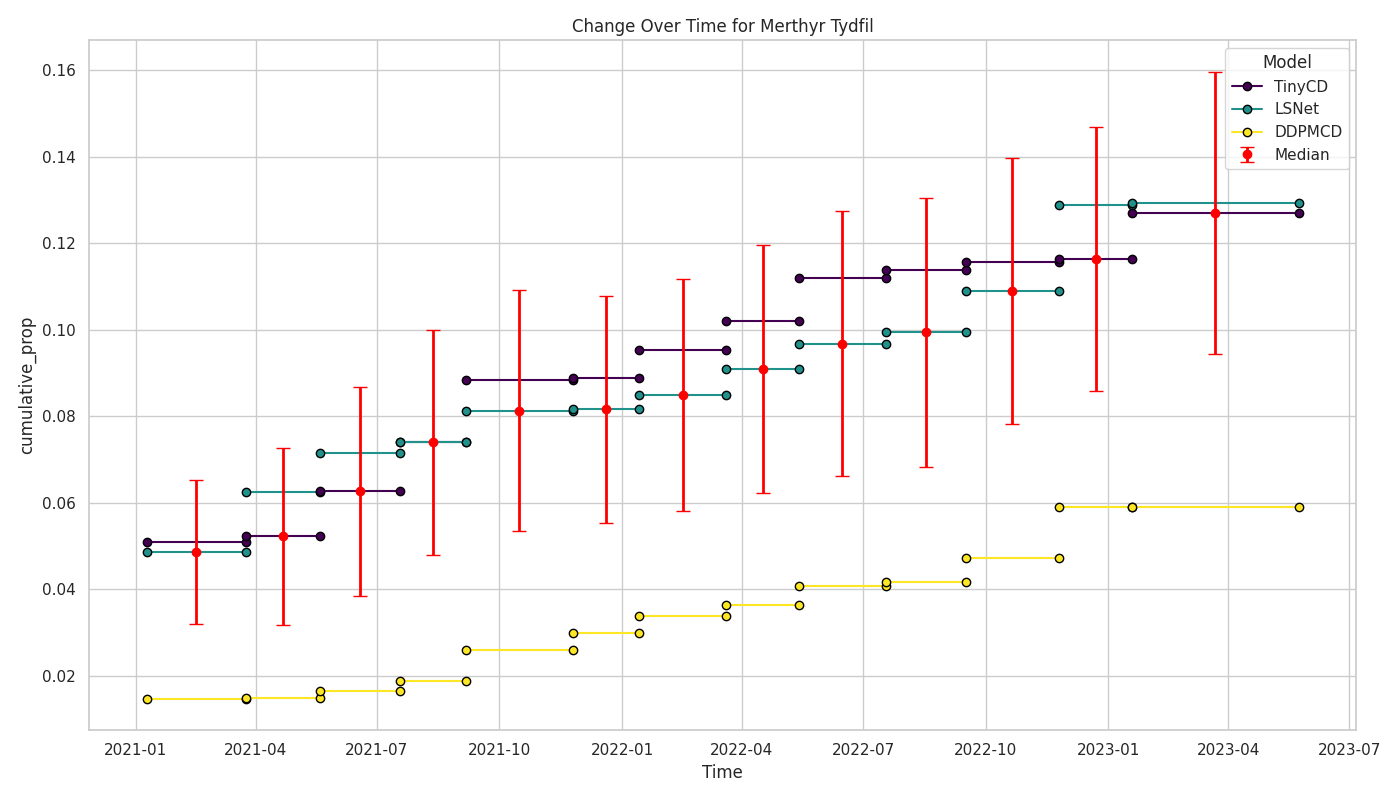 Change Over Time for Merthyr Tydfil
Model
TinyCD
LSNet
DDPMCD
Median
cumulative_prop
0.16
0.14
0.12
0.10
0.08
0.06
0.04
0.02
2021-01
2021-04
2021-07
2021-10
2022-01
2022-04
2022-07
2022-10
2023-01
2023-04
2023-07
Time